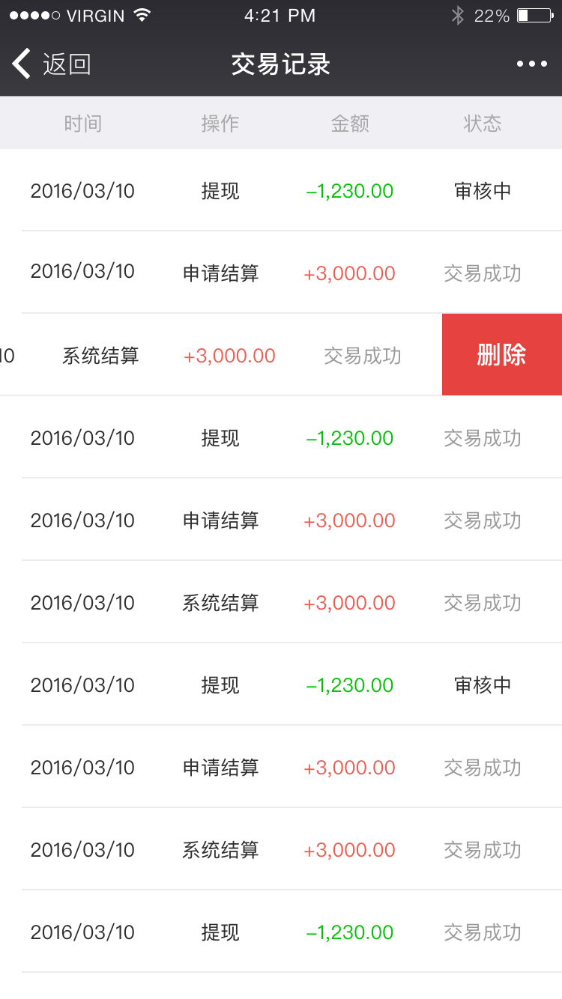 VIRGIN 4:21 PM 22%
返回 交易记录
时间 操作 金额 状态
2016/03/10 提现 −1,230.00 审核中
2016/03/10 申请结算 +3,000.00 交易成功
10 系统结算 +3,000.00 交易成功 删除
2016/03/10 提现 −1,230.00 交易成功
2016/03/10 申请结算 +3,000.00 交易成功
2016/03/10 系统结算 +3,000.00 交易成功
2016/03/10 提现 −1,230.00 审核中
2016/03/10 申请结算 +3,000.00 交易成功
2016/03/10 系统结算 +3,000.00 交易成功
2016/03/10 提现 −1,230.00 交易成功